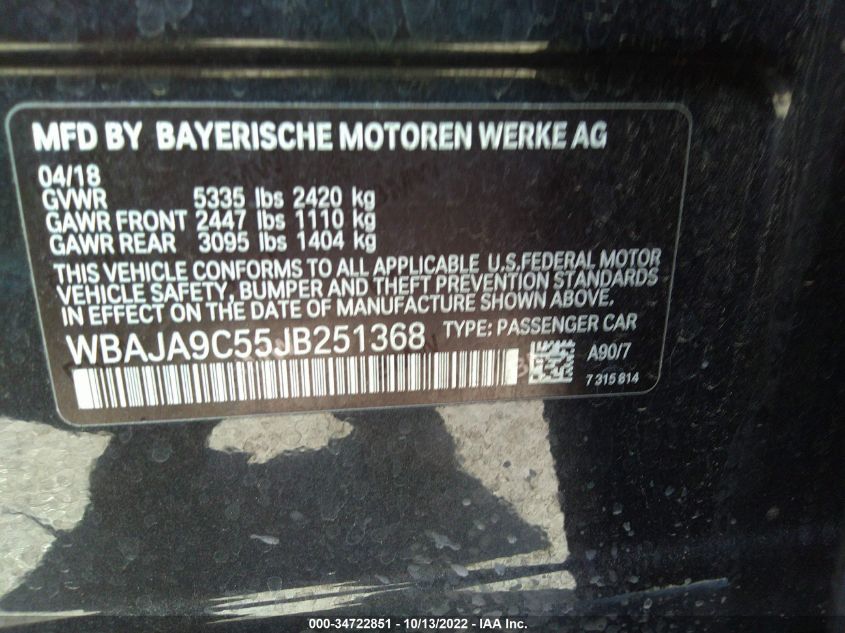 MFD BY BAYERISCHE MOTOREN WERKE AG
04/18
GVWR 5335 lbs 2420 kg
GAWR FRONT 2447 lbs 1110 kg
GAWR REAR 3095 lbs 1404 kg
THIS VEHICLE CONFORMS TO ALL APPLICABLE U.S.FEDERAL MOTOR
VEHICLE SAFETY, BUMPER AND THEFT PREVENTION STANDARDS
IN EFFECT ON THE DATE OF MANUFACTURE SHOWN ABOVE.
WBAJA9C55JB251368 TYPE: PASSENGER CAR
A90/7
7 315 814
000-34722851 / 10/13/2022 - IAA Inc.